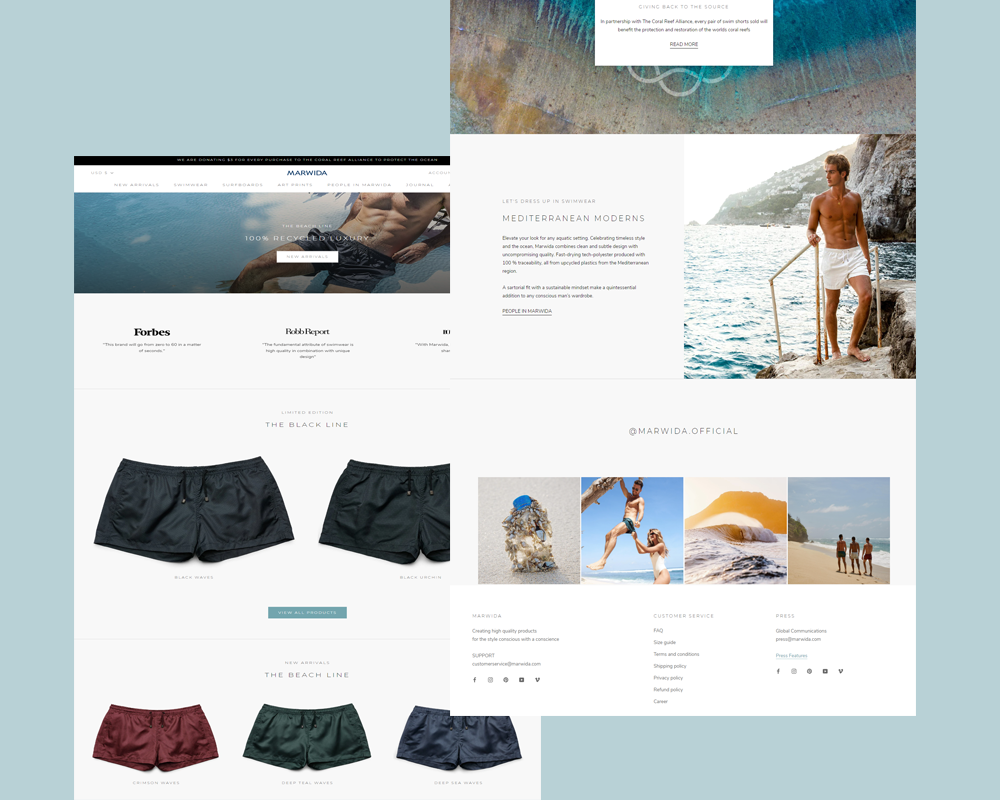 WE ARE DONATING $3 FOR EVERY PURCHASE TO THE CORAL REEF ALLIANCE TO PROTECT THE OCEAN
USD $
MARWIDA
ACCOUN
NEW ARRIVALS SWIMWEAR SURFBOARDS ART PRINTS PEOPLE IN MARWIDA JOURNAL
THE BEACH LINE
100% RECYCLED LUXURY
NEW ARRIVALS
Forbes
"This brand will go from zero to 60 in a matter
of seconds."
Robb Report
"The fundamental attribute of swimwear is
high quality in combination with unique
design"
"With Marwida,
LIMITED EDITION
THE BLACK LINE
BLACK WAVES
BLACK ORCHID
VIEW ALL PRODUCTS
NEW ARRIVALS
THE BEACH LINE
CRIMSON WAVES
DEEP TEAL WAVES
DEEP SEA WAVES
GIVING BACK TO THE SOURCE
In partnership with The Coral Reef Alliance, every pair of swim shorts sold will
benefit the protection and restoration of the worlds coral reefs
READ MORE
LET'S DRESS UP IN SWIMWEAR
MEDITERRANEAN MODERNS
Elevate your look for any aquatic setting. Celebrating timeless style
and the ocean, Marwida combines clean and subtle design with
uncompromising quality. Fast-drying tech-polyester produced with
100 % traceability, all from upcycled plastics from the Mediterranean
region.
A sartorial fit with a sustainable mindset make a quintessential
addition to any conscious man's wardrobe.
PEOPLE IN MARWIDA
@MARWIDA.OFFICIAL
MARWIDA
Creating high quality products
for the style conscious with a conscience
SUPPORT
customerservice@marwida.com
CUSTOMER SERVICE
FAQ
Size guide
Terms and conditions
Shipping policy
Privacy policy
Refund policy
Career
PRESS
Global Communications
press@marwida.com
Press Features